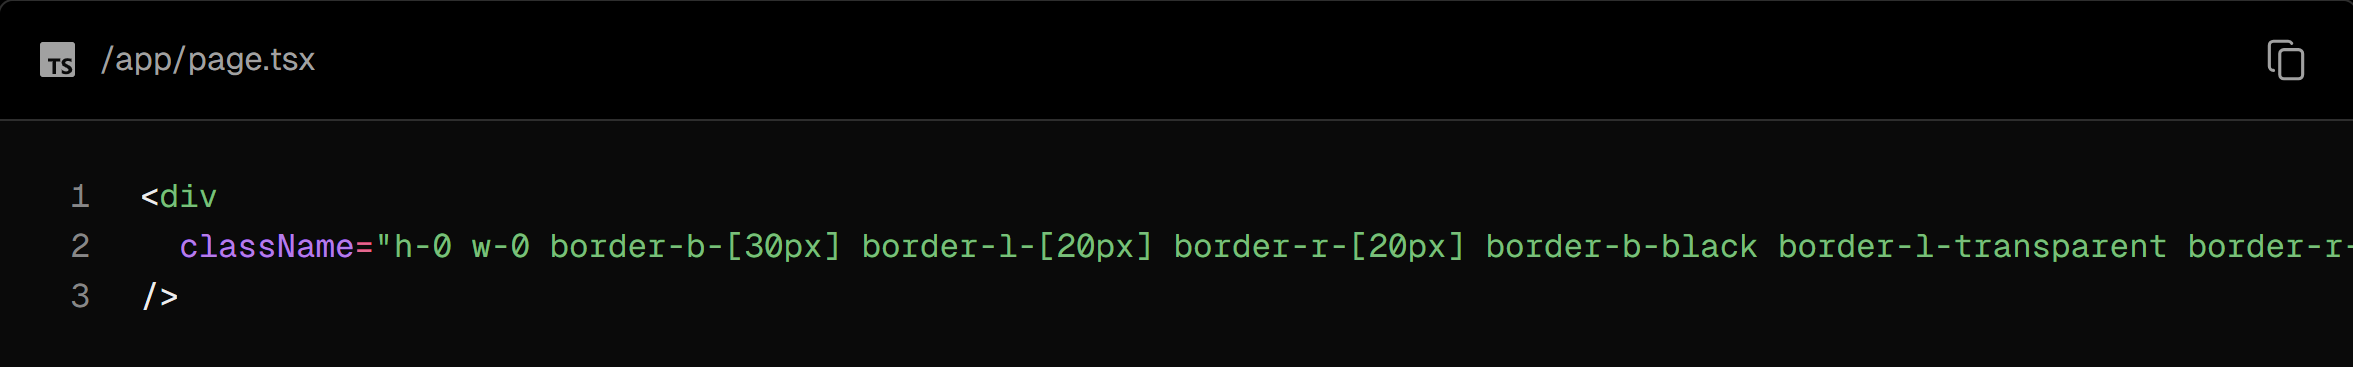 TS /app/page.tsx
1 <div
2 className="h-0 w-0 border-b-[30px] border-l-[20px] border-r-[20px] border-b-black border-l-transparent border-r-
3 />